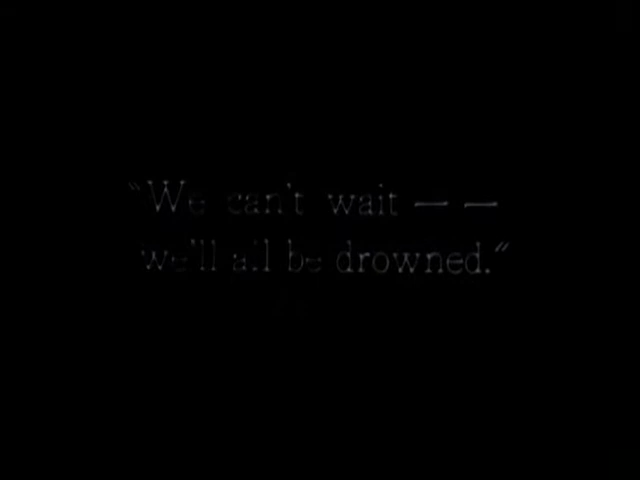 "We can't wait — —
we'll all be drowned."